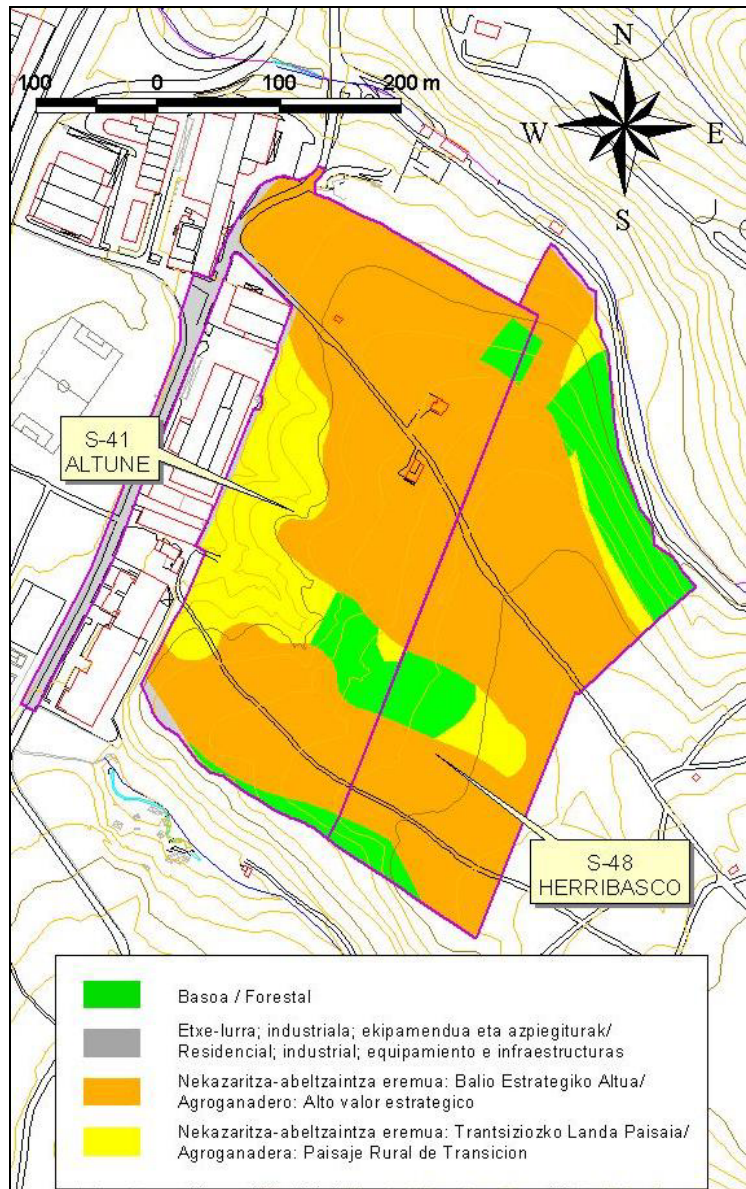 N
100 0 100 200 m
W E
S
S-41
ALTUNE
S-48
HERRIBASCO
Basoa / Forestal
Etxe-lurra; industriala; ekipamendua eta azpiegiturak/
Residencial; industrial; equipamiento e infraestructuras
Nekazaritza-abeltzaintza eremua: Balio Estrategiko Altua/
Agroganadero: Alto valor estrategico
Nekazaritza-abeltzaintza eremua: Trantsiziozko Landa Paisaia/
Agroganadera: Paisaje Rural de Transicion